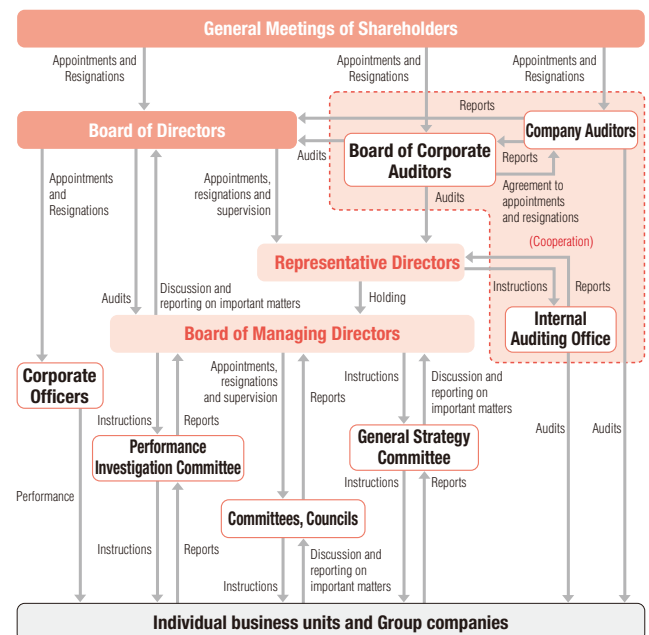 General Meetings of Shareholders
Appointments and
Resignations
Appointments and
Resignations
Appointments and
Resignations
Reports
Board of Directors
Company Auditors
Audits
Board of Corporate
Auditors
Reports
Appointments
and
Resignations
Appointments,
resignations and
supervision
Audits
Agreement to
appointments
and resignations
(Cooperation)
Representative Directors
Instructions
Reports
Discussion and
reporting on important matters
Audits
Holding
Internal
Auditing Office
Board of Managing Directors
Corporate
Officers
Appointments,
resignations
and supervision
Reports
Instructions
Discussion and
reporting on
important matters
Instructions
Reports
Performance
Investigation Committee
General Strategy
Committee
Audits
Audits
Performance
Instructions
Reports
Committees, Councils
Instructions
Reports
Instructions
Discussion and
reporting on
important matters
Individual business units and Group companies